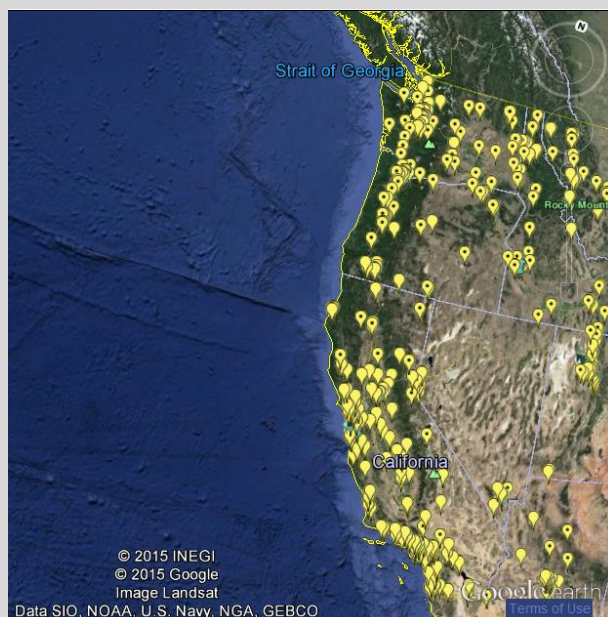 N
Strait of Georgia
Rocky Mount
California
© 2015 INEGI
© 2015 Google
Image Landsat
Data SIO, NOAA, U.S. Navy, NGA, GEBCO
Google earth
Terms of Use